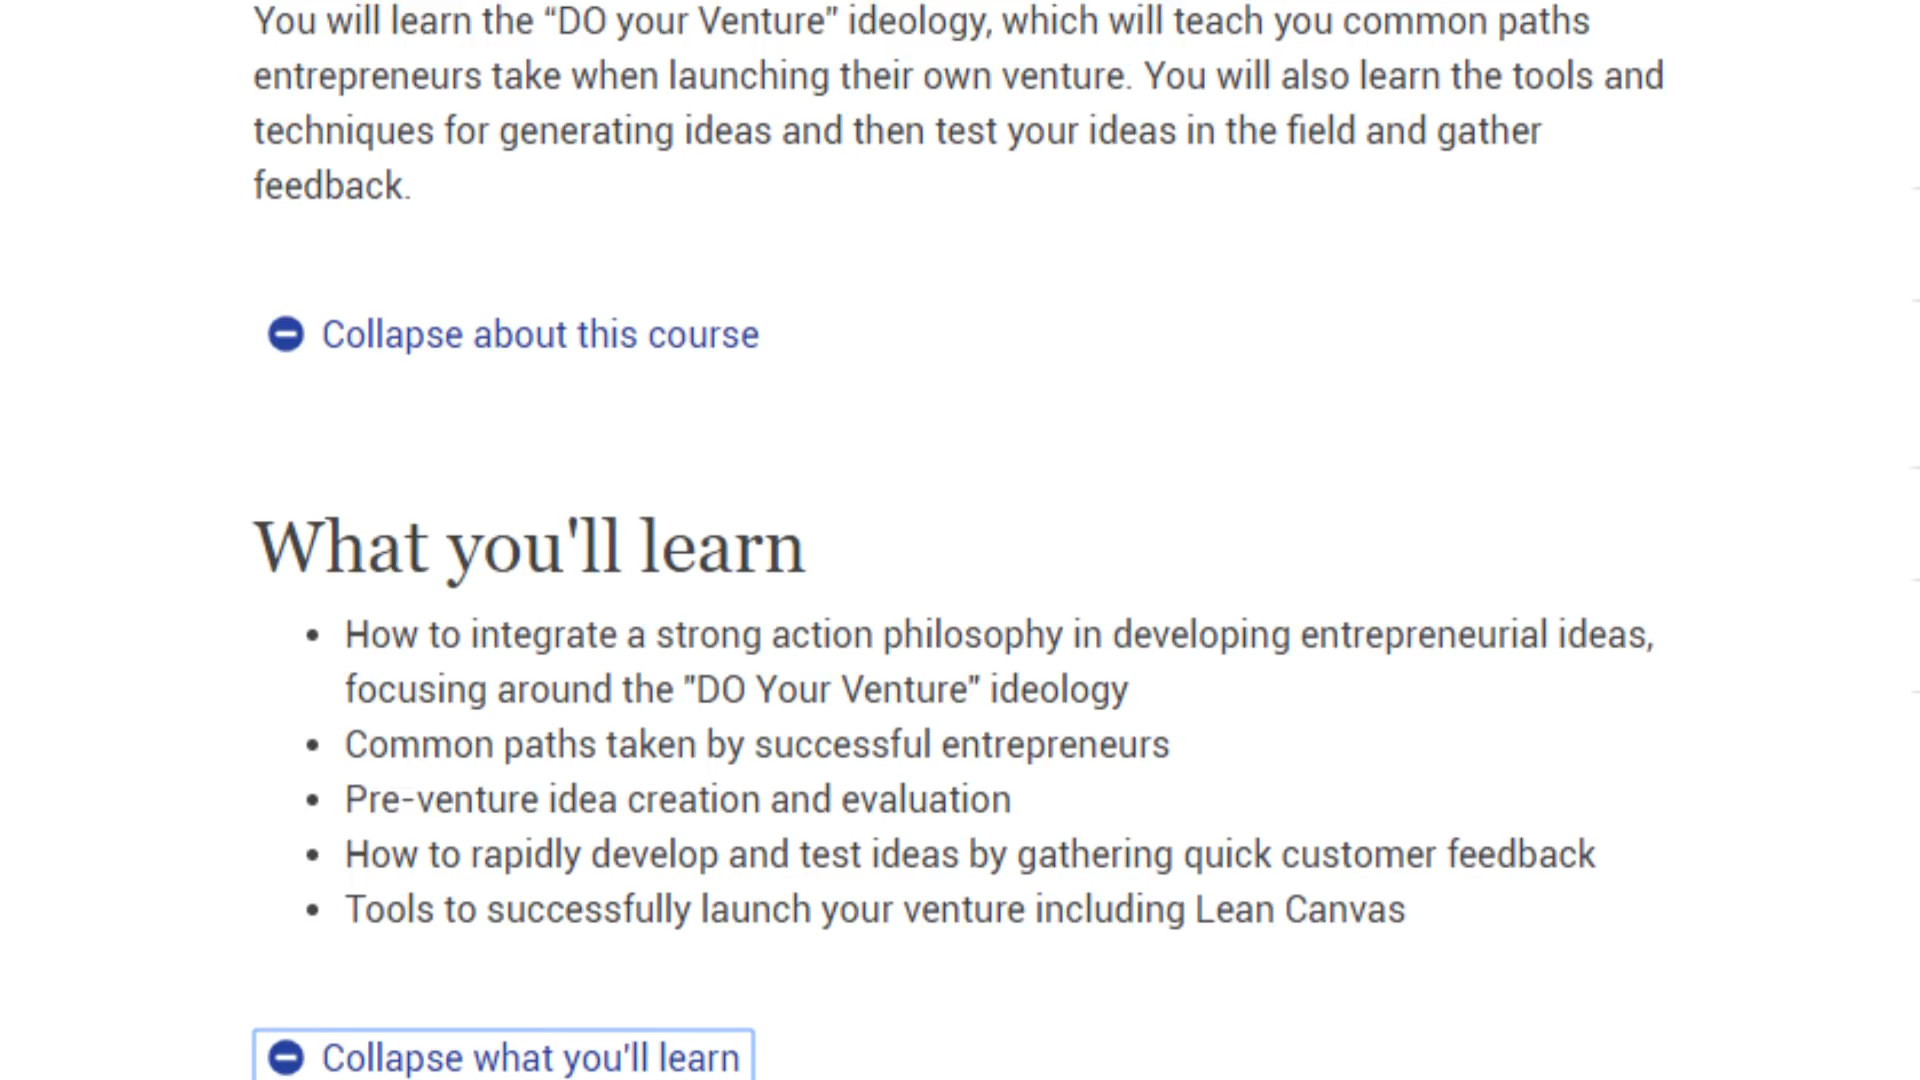 You will learn the “DO your Venture” ideology, which will teach you common paths
entrepreneurs take when launching their own venture. You will also learn the tools and
techniques for generating ideas and then test your ideas in the field and gather
feedback.
Collapse about this course
What you'll learn
• How to integrate a strong action philosophy in developing entrepreneurial ideas,
focusing around the "DO Your Venture" ideology
• Common paths taken by successful entrepreneurs
• Pre-venture idea creation and evaluation
• How to rapidly develop and test ideas by gathering quick customer feedback
• Tools to successfully launch your venture including Lean Canvas
Collapse what you'll learn